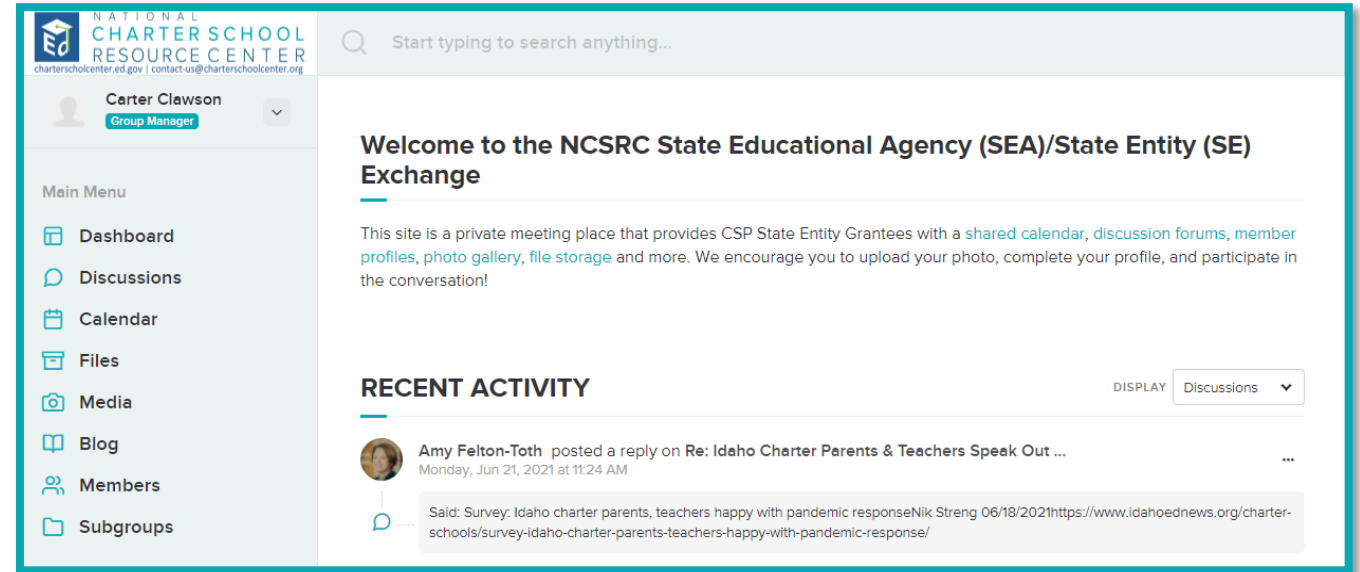 NATIONAL
CHARTER SCHOOL
RESOURCE CENTER
charterscholcenter.ed.gov | contact-us@charterschoolcenter.org
Start typing to search anything...
Carter Clawson
Group Manager
Main Menu
Dashboard
Discussions
Calendar
Files
Media
Blog
Members
Subgroups
Welcome to the NCSRC State Educational Agency (SEA)/State Entity (SE)
Exchange
This site is a private meeting place that provides CSP State Entity Grantees with a shared calendar, discussion forums, member
profiles, photo gallery, file storage and more. We encourage you to upload your photo, complete your profile, and participate in
the conversation!
RECENT ACTIVITY
DISPLAY Discussions
Amy Felton-Toth posted a reply on Re: Idaho Charter Parents & Teachers Speak Out ...
Monday, Jun 21, 2021 at 11:24 AM
...
Said: Survey: Idaho charter parents, teachers happy with pandemic responseNik Streng 06/18/2021https://www.idahoednews.org/charter-
schools/survey-idaho-charter-parents-teachers-happy-with-pandemic-response/